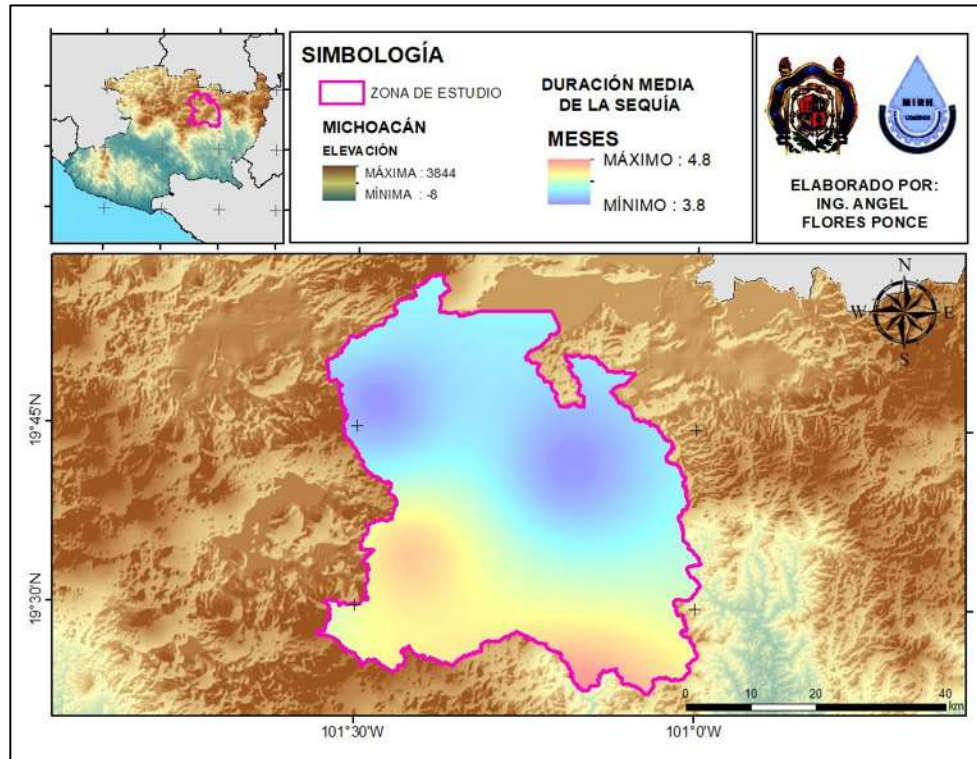 SIMBOLOGÍA
ZONA DE ESTUDIO
MICHOACÁN
ELEVACIÓN
MÁXIMA : 3844
MÍNIMA : -8
DURACIÓN MEDIA
DE LA SEQUÍA
MESES
MÁXIMO : 4.8
MÍNIMO : 3.8
MIRH
ELABORADO POR:
ING. ANGEL
FLORES PONCE
N
W E
S
19°45'N
19°30'N
0 10 20 40
km
101°30'W 101°0'W